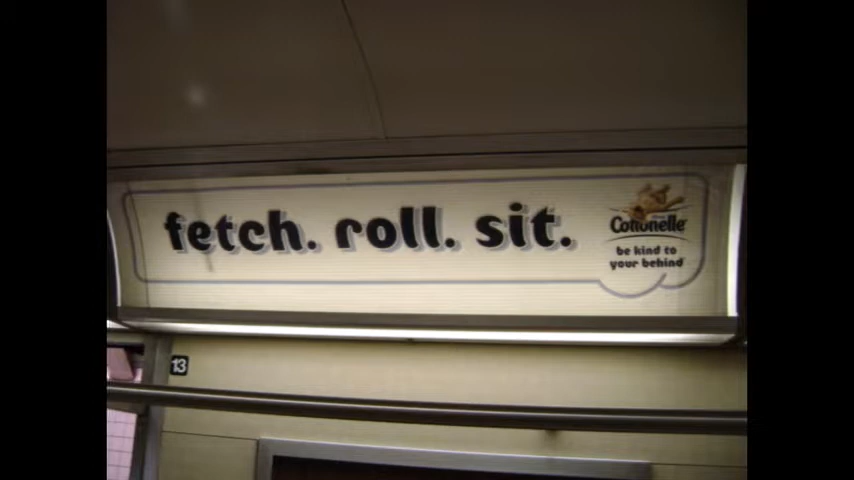 fetch. roll. sit.
Cottonelle
be kind to
your behind
13